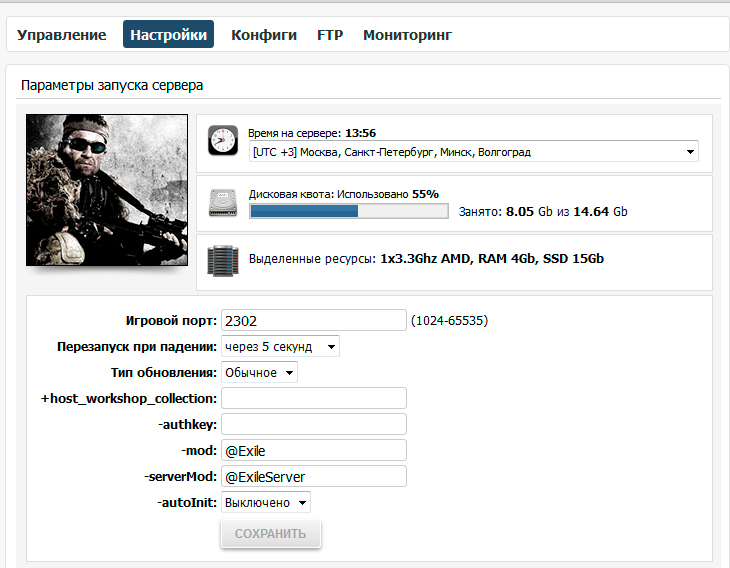 Управление Настройки Конфиги FTP Мониторинг
Параметры запуска сервера
Время на сервере: 13:56
[UTC +3] Москва, Санкт-Петербург, Минск, Волгоград
Дисковая квота: Использовано 55%
Занято: 8.05 Gb из 14.64 Gb
Выделенные ресурсы: 1x3.3Ghz AMD, RAM 4Gb, SSD 15Gb
Игровой порт: 2302 (1024-65535)
Перезапуск при падении: через 5 секунд
Тип обновления: Обычное
+host_workshop_collection:
-authkey:
-mod: @Exile
-serverMod: @ExileServer
-autoInit: Выключено
СОХРАНИТЬ